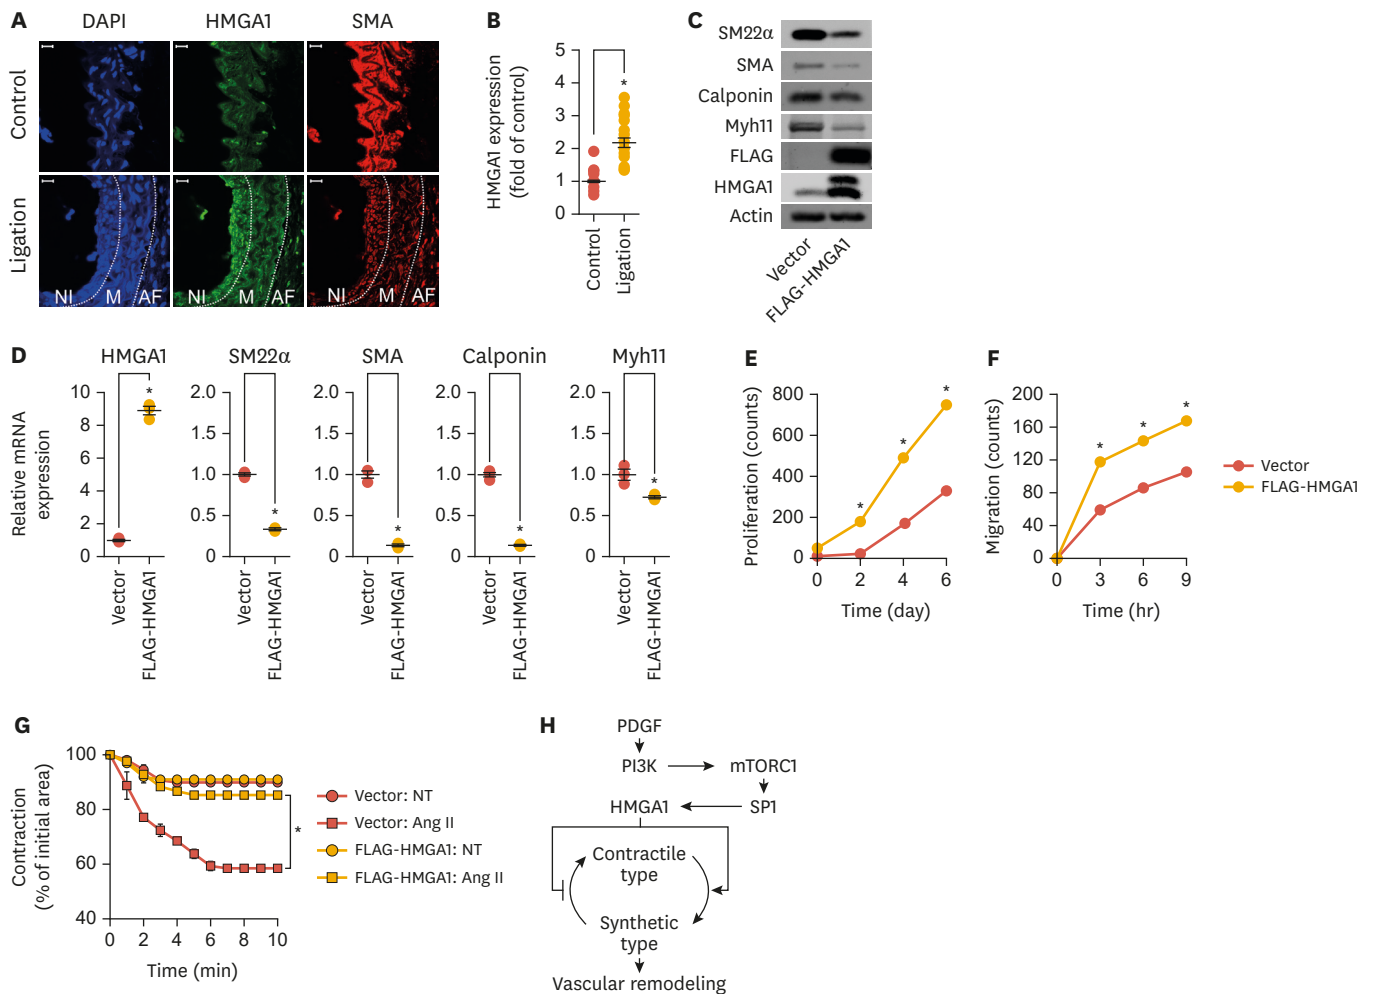 A
DAPI
HMGA1
SMA
Control
Ligation
NI
M
AF
NI
M
AF
NI
M
AF
B
HMGA1 expression
(fold of control)
5
4
3
2
1
0
*
Control
Ligation
C
SM22α
SMA
Calponin
Myh11
FLAG
HMGA1
Actin
Vector
FLAG-HMGA1
D
Relative mRNA
expression
HMGA1
10
8
6
4
2
0
*
Vector
FLAG-HMGA1
SM22α
2.0
1.5
1.0
0.5
0
*
Vector
FLAG-HMGA1
SMA
2.0
1.5
1.0
0.5
0
*
Vector
FLAG-HMGA1
Calponin
2.0
1.5
1.0
0.5
0
*
Vector
FLAG-HMGA1
Myh11
2.0
1.5
1.0
0.5
0
*
Vector
FLAG-HMGA1
E
Proliferation (counts)
800
600
400
200
0
*
*
*
0 2 4 6
Time (day)
F
Migration (counts)
200
160
120
80
40
0
*
*
*
0 3 6 9
Time (hr)
Vector
FLAG-HMGA1
G
Contraction
(% of initial area)
100
80
60
40
0 2 4 6 8 10
Time (min)
*
Vector: NT
Vector: Ang II
FLAG-HMGA1: NT
FLAG-HMGA1: Ang II
H
PDGF
PI3K
mTORC1
HMGA1
SP1
Contractile
type
Synthetic
type
Vascular remodeling